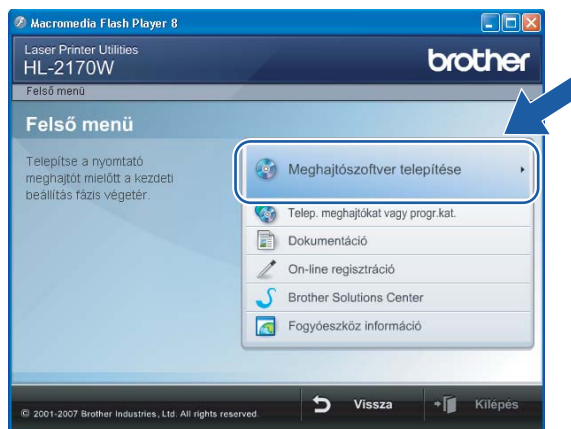 Macromedia Flash Player 8
Laser Printer Utilities
HL-2170W
brother
Felső menü
Felső menü
Telepítse a nyomtató
meghajtót mielőtt a kezdeti
beállítás fázis végetér.
Meghajtószoftver telepítése
Telep. meghajtókat vagy progr.kat.
Dokumentáció
On-line regisztráció
Brother Solutions Center
Fogyóeszköz információ
© 2001-2007 Brother Industries, Ltd. All rights reserved.
Vissza
Kilépés